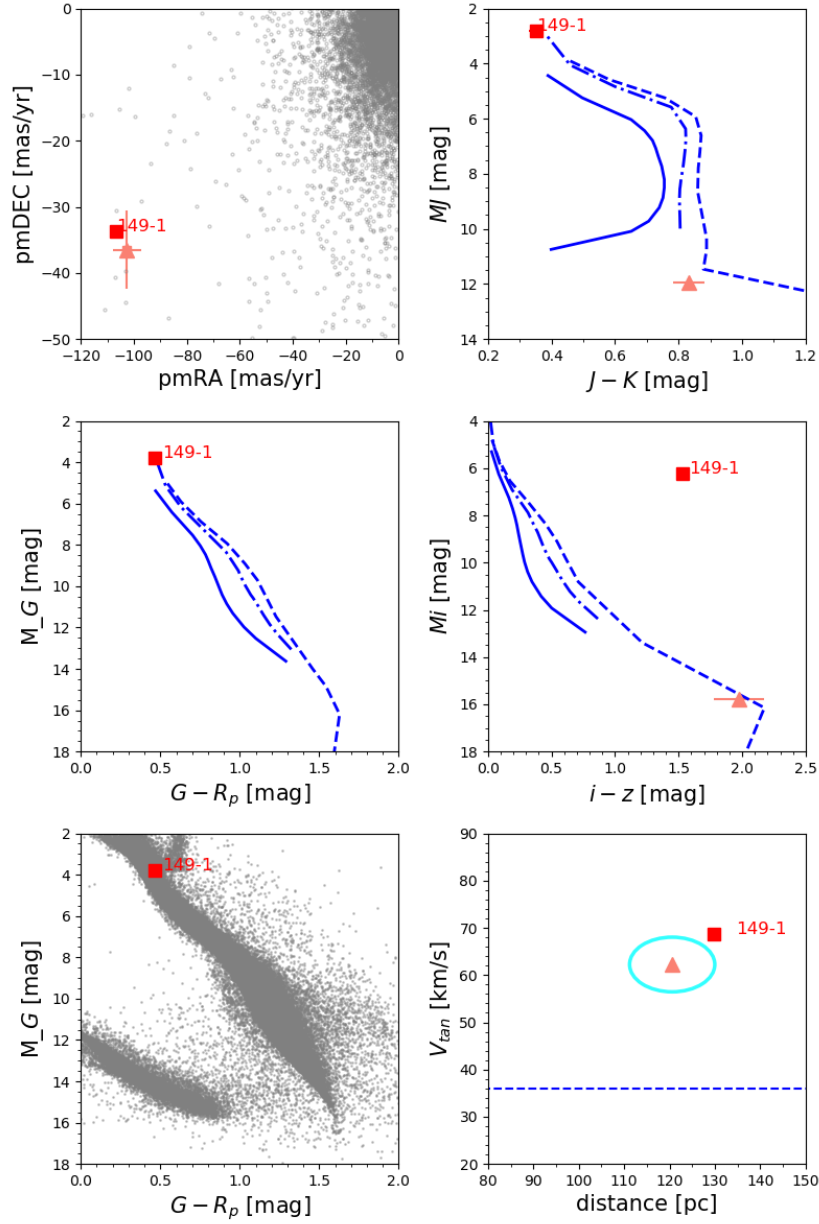 0
−10
−20
−30
−40
−50
−120 −100 −80 −60 −40 −20 0
pmDEC [mas/yr]
pmRA [mas/yr]
149-1
2
4
6
8
10
12
14
0.2 0.4 0.6 0.8 1.0 1.2
MJ [mag]
J − K [mag]
149-1
2
4
6
8
10
12
14
16
18
0.0 0.5 1.0 1.5 2.0
M_G [mag]
G − Rp [mag]
149-1
4
6
8
10
12
14
16
18
0.0 0.5 1.0 1.5 2.0 2.5
Mi [mag]
i − z [mag]
149-1
2
4
6
8
10
12
14
16
18
0.0 0.5 1.0 1.5 2.0
M_G [mag]
G − Rp [mag]
149-1
90
80
70
60
50
40
30
20
80 90 100 110 120 130 140 150
Vtan [km/s]
distance [pc]
149-1